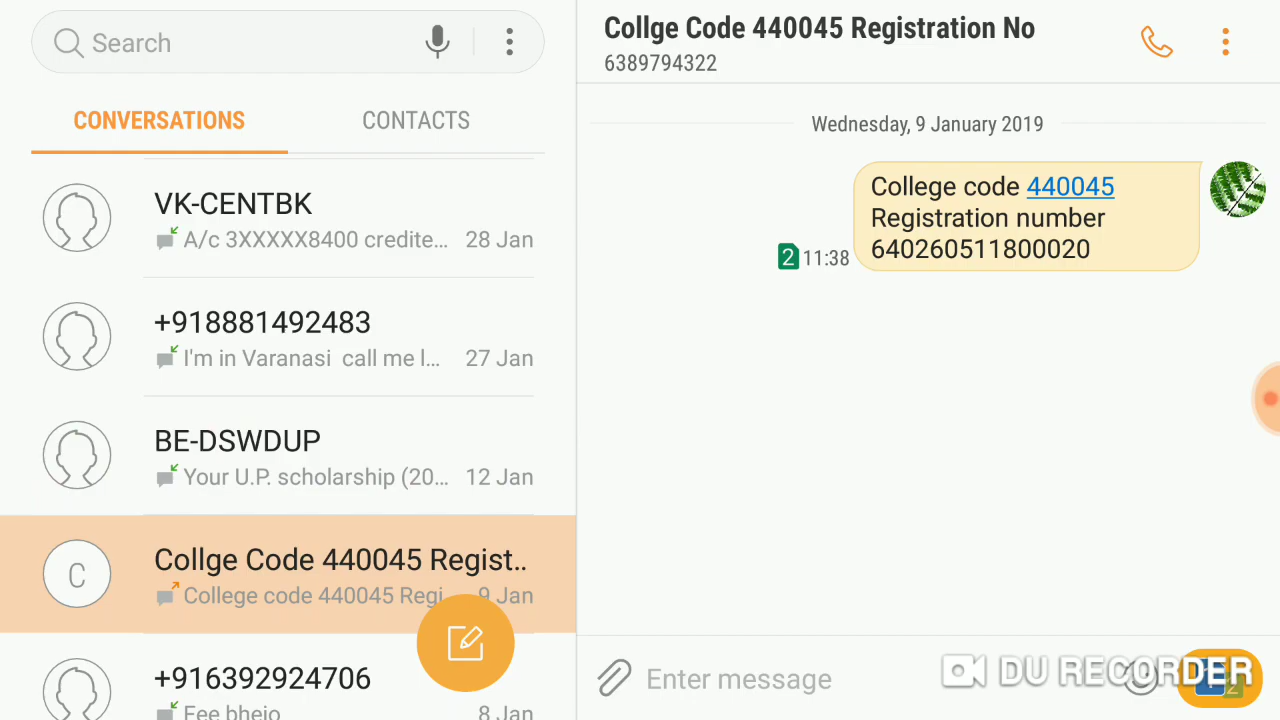 Search
CONVERSATIONS
CONTACTS
VK-CENTBK
A/c 3XXXXX8400 credite... 28 Jan
+918881492483
I'm in Varanasi call me l... 27 Jan
BE-DSWDUP
Your U.P. scholarship (20... 12 Jan
C
Collge Code 440045 Regist..
College code 440045 Regi 9 Jan
+916392924706
Fee bhejo 8 Jan
Collge Code 440045 Registration No
6389794322
Wednesday, 9 January 2019
College code 440045
Registration number
640260511800020
2 11:38
Enter message
DU RECORDER
2